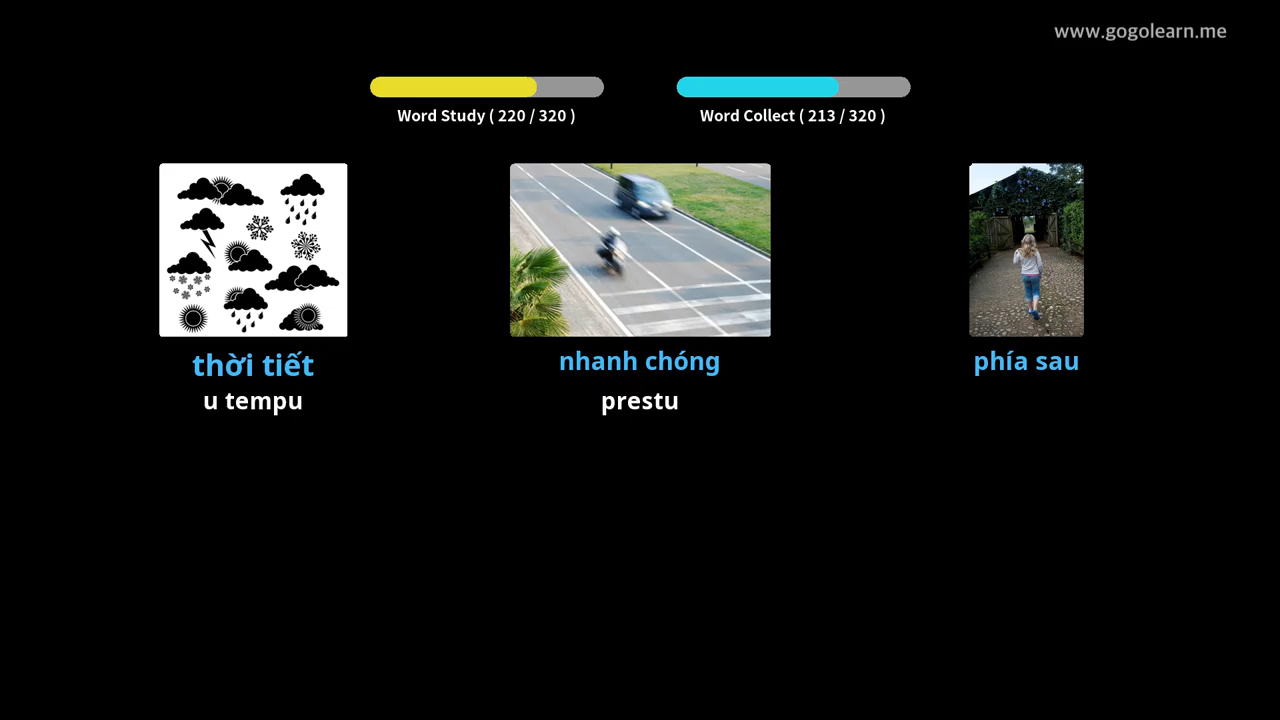 www.gogolearn.me
Word Study ( 220 / 320 )
Word Collect ( 213 / 320 )
thời tiết
u tempu
nhanh chóng
prestu
phía sau